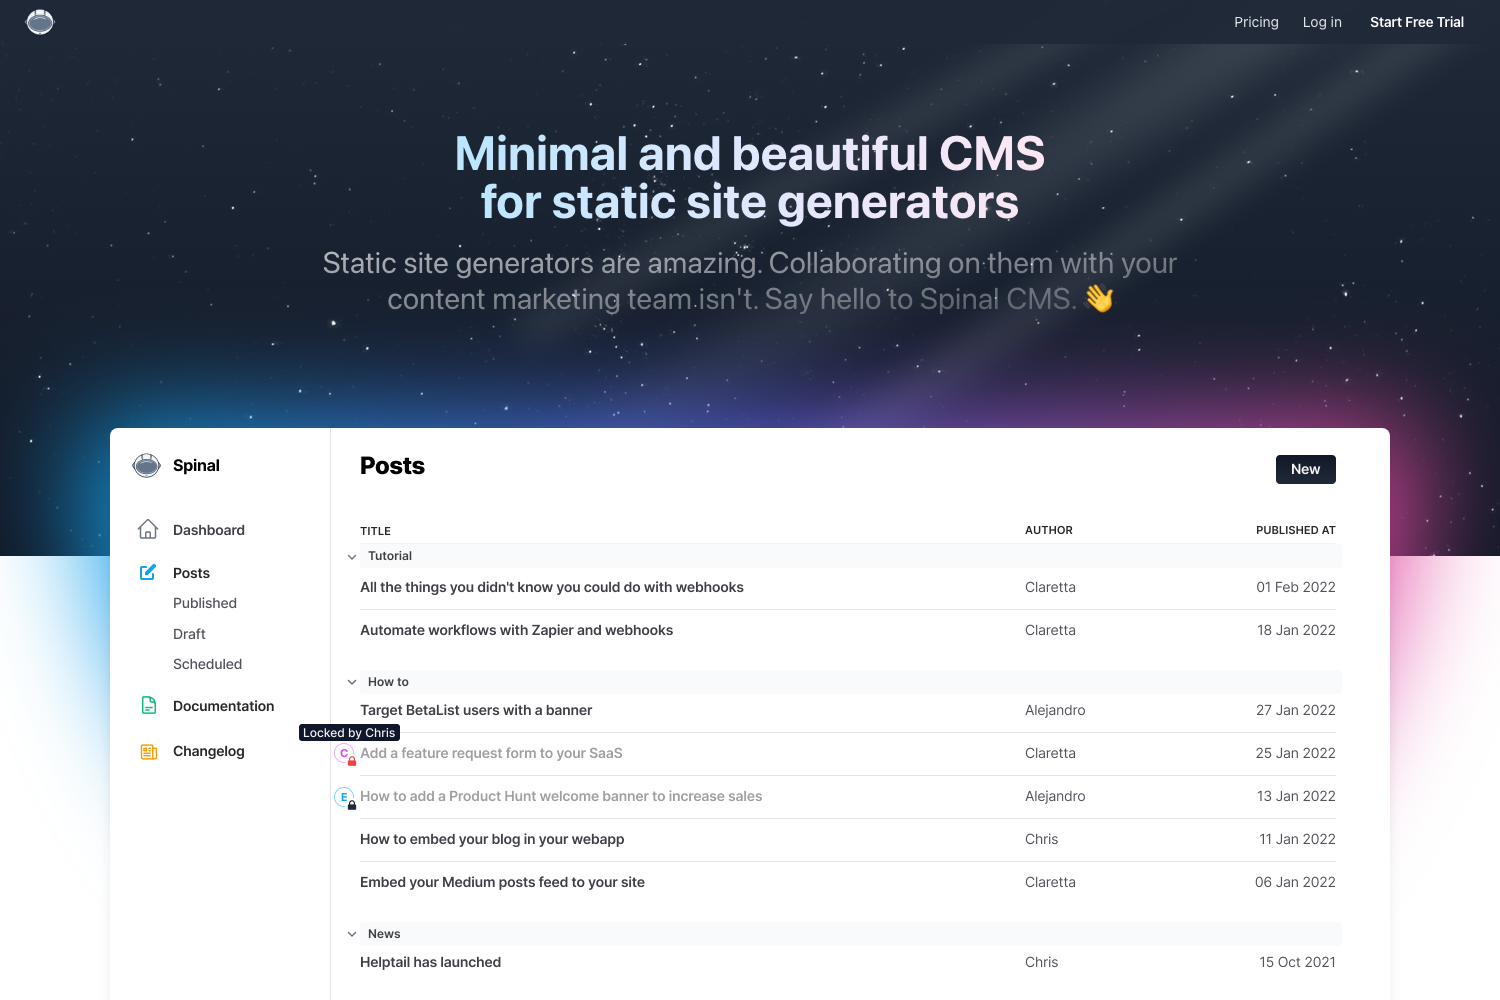 Pricing Log in Start Free Trial
Minimal and beautiful CMS
for static site generators
Static site generators are amazing. Collaborating on them with your
content marketing team isn't. Say hello to Spinal CMS. 👋
Spinal
Dashboard
Posts
Published
Draft
Scheduled
Documentation
Changelog
Posts
New
TITLE AUTHOR PUBLISHED AT
Tutorial
All the things you didn't know you could do with webhooks Claretta 01 Feb 2022
Automate workflows with Zapier and webhooks Claretta 18 Jan 2022
How to
Target BetaList users with a banner Alejandro 27 Jan 2022
Locked by Chris
C Add a feature request form to your SaaS Claretta 25 Jan 2022
E How to add a Product Hunt welcome banner to increase sales Alejandro 13 Jan 2022
How to embed your blog in your webapp Chris 11 Jan 2022
Embed your Medium posts feed to your site Claretta 06 Jan 2022
News
Helptail has launched Chris 15 Oct 2021